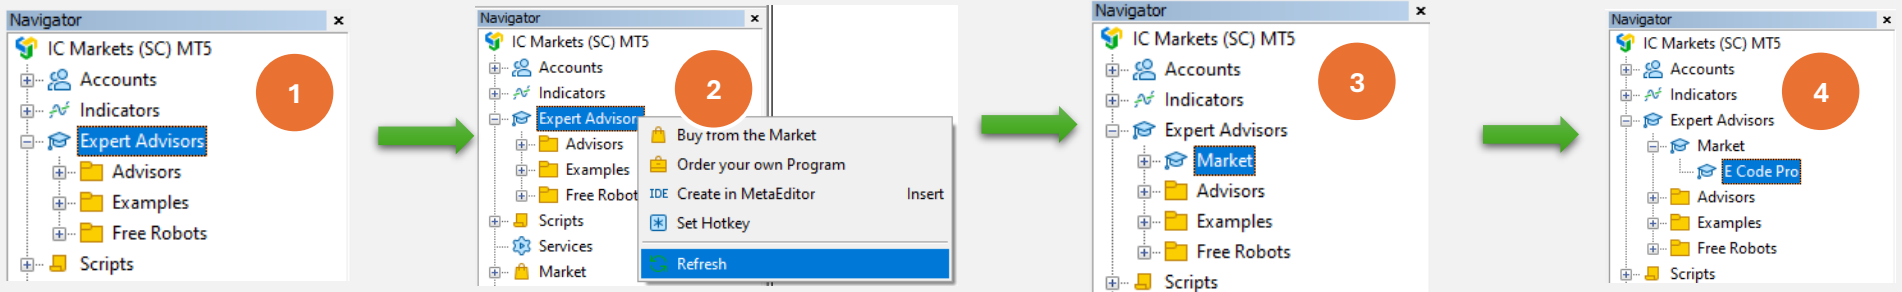 Navigator
IC Markets (SC) MT5
Accounts
Indicators
Expert Advisors
Advisors
Examples
Free Robots
Scripts
1
Navigator
IC Markets (SC) MT5
Accounts
Indicators
Expert Advisor
Advisors
Examples
Free Robot
Scripts
Services
Market
2
Buy from the Market
Order your own Program
IDE Create in MetaEditor Insert
Set Hotkey
Refresh
Navigator
IC Markets (SC) MT5
Accounts
Indicators
Expert Advisors
Market
Advisors
Examples
Free Robots
Scripts
3
Navigator
IC Markets (SC) MT5
Accounts
Indicators
Expert Advisors
Market
E Code Pro
Advisors
Examples
Free Robots
Scripts
4